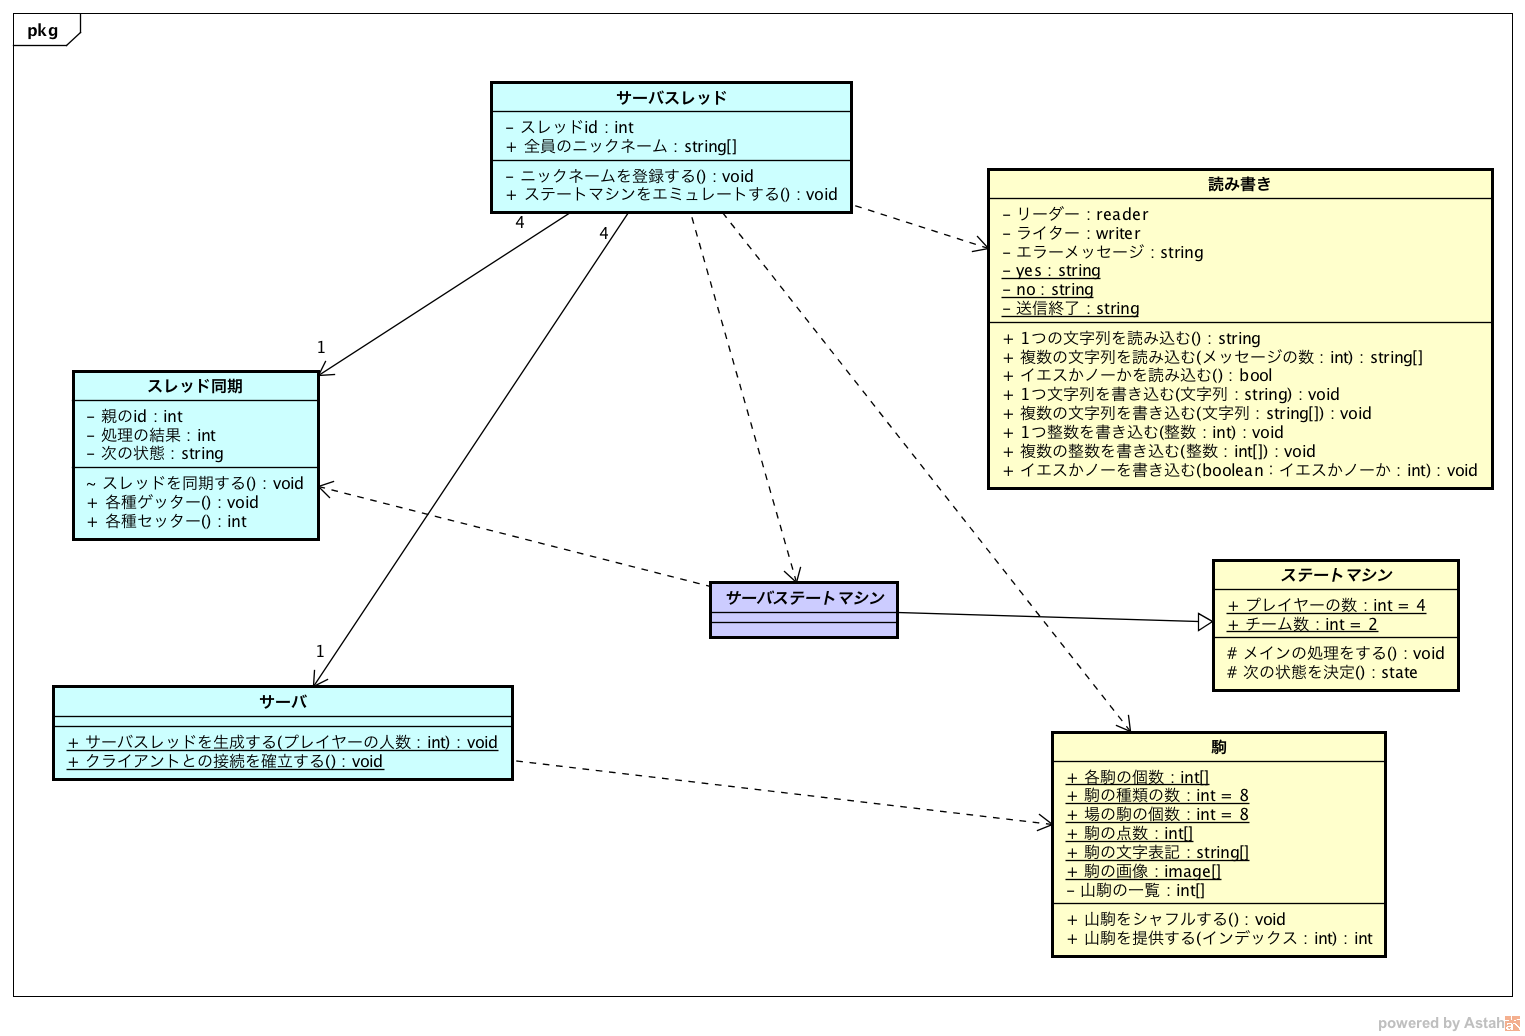 pkg
サーバスレッド
- スレッドid : int
+ 全員のニックネーム : string[]
- ニックネームを登録する() : void
+ ステートマシンをエミュレートする() : void
4
4
読み書き
- リーダー : reader
- ライター : writer
- エラーメッセージ : string
- yes : string
- no : string
- 送信終了 : string
+ 1つの文字列を読み込む() : string
+ 複数の文字列を読み込む(メッセージの数 : int) : string[]
+ イエスかノーかを読み込む() : bool
+ 1つ文字列を書き込む(文字列 : string) : void
+ 複数の文字列を書き込む(文字列 : string[]) : void
+ 1つ整数を書き込む(整数 : int) : void
+ 複数の整数を書き込む(整数 : int[]) : void
+ イエスかノーを書き込む(boolean：イエスかノーか : int) : void
1
スレッド同期
- 親のid : int
- 処理の結果 : int
- 次の状態 : string
~ スレッドを同期する() : void
+ 各種ゲッター() : void
+ 各種セッター() : int
サーバステートマシン
ステートマシン
+ プレイヤーの数 : int = 4
+ チーム数 : int = 2
# メインの処理をする() : void
# 次の状態を決定() : state
1
サーバ
+ サーバスレッドを生成する(プレイヤーの人数 : int) : void
+ クライアントとの接続を確立する() : void
駒
+ 各駒の個数 : int[]
+ 駒の種類の数 : int = 8
+ 場の駒の個数 : int = 8
+ 駒の点数 : int[]
+ 駒の文字表記 : string[]
+ 駒の画像 : image[]
- 山駒の一覧 : int[]
+ 山駒をシャフルする() : void
+ 山駒を提供する(インデックス : int) : int
powered by Astah